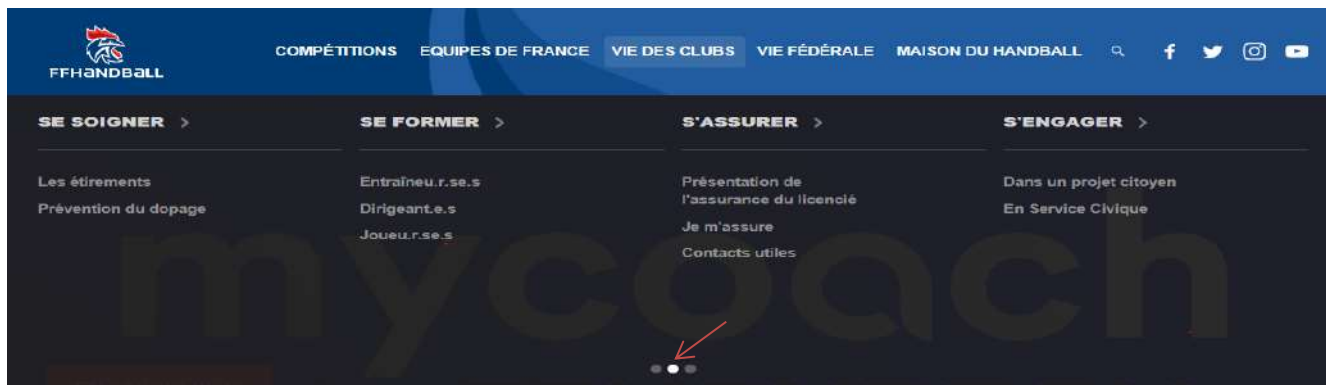 FFHANDBALL
COMPÉTITIONS EQUIPES DE FRANCE VIE DES CLUBS VIE FÉDÉRALE MAISON DU HANDBALL
SE SOIGNER > SE FORMER > S'ASSURER > S'ENGAGER >
Les étirements
Prévention du dopage
Entraîneu.r.se.s
Dirigeant.e.s
Joueu.r.se.s
Présentation de
l'assurance du licencié
Je m'assure
Contacts utiles
Dans un projet citoyen
En Service Civique
mycoach